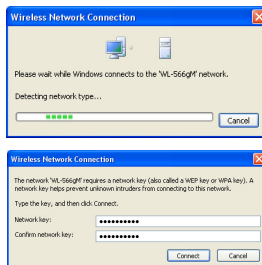 Wireless Network Connection
Please wait while Windows connects to the 'WL-566gM' network.
Detecting network type...
Cancel
Wireless Network Connection
The network 'WL-566gM' requires a network key (also called a WEP key or WPA key). A
network key helps prevent unknown intruders from connecting to this network.
Type the key, and then click Connect.
Network key: ••••••••••
Confirm network key: ••••••••••
Connect Cancel